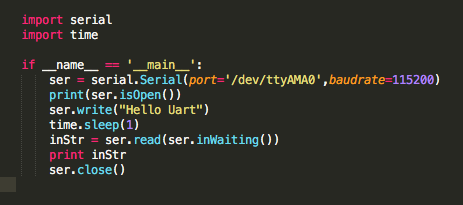 import serial
import time
if __name__ == '__main__':
    ser = serial.Serial(port='/dev/ttyAMA0',baudrate=115200)
    print(ser.isOpen())
    ser.write("Hello Uart")
    time.sleep(1)
    inStr = ser.read(ser.inWaiting())
    print inStr
    ser.close()